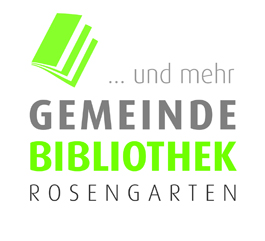 ... und mehr
GEMEINDE
BIBLIOTHEK
ROSENGARTEN